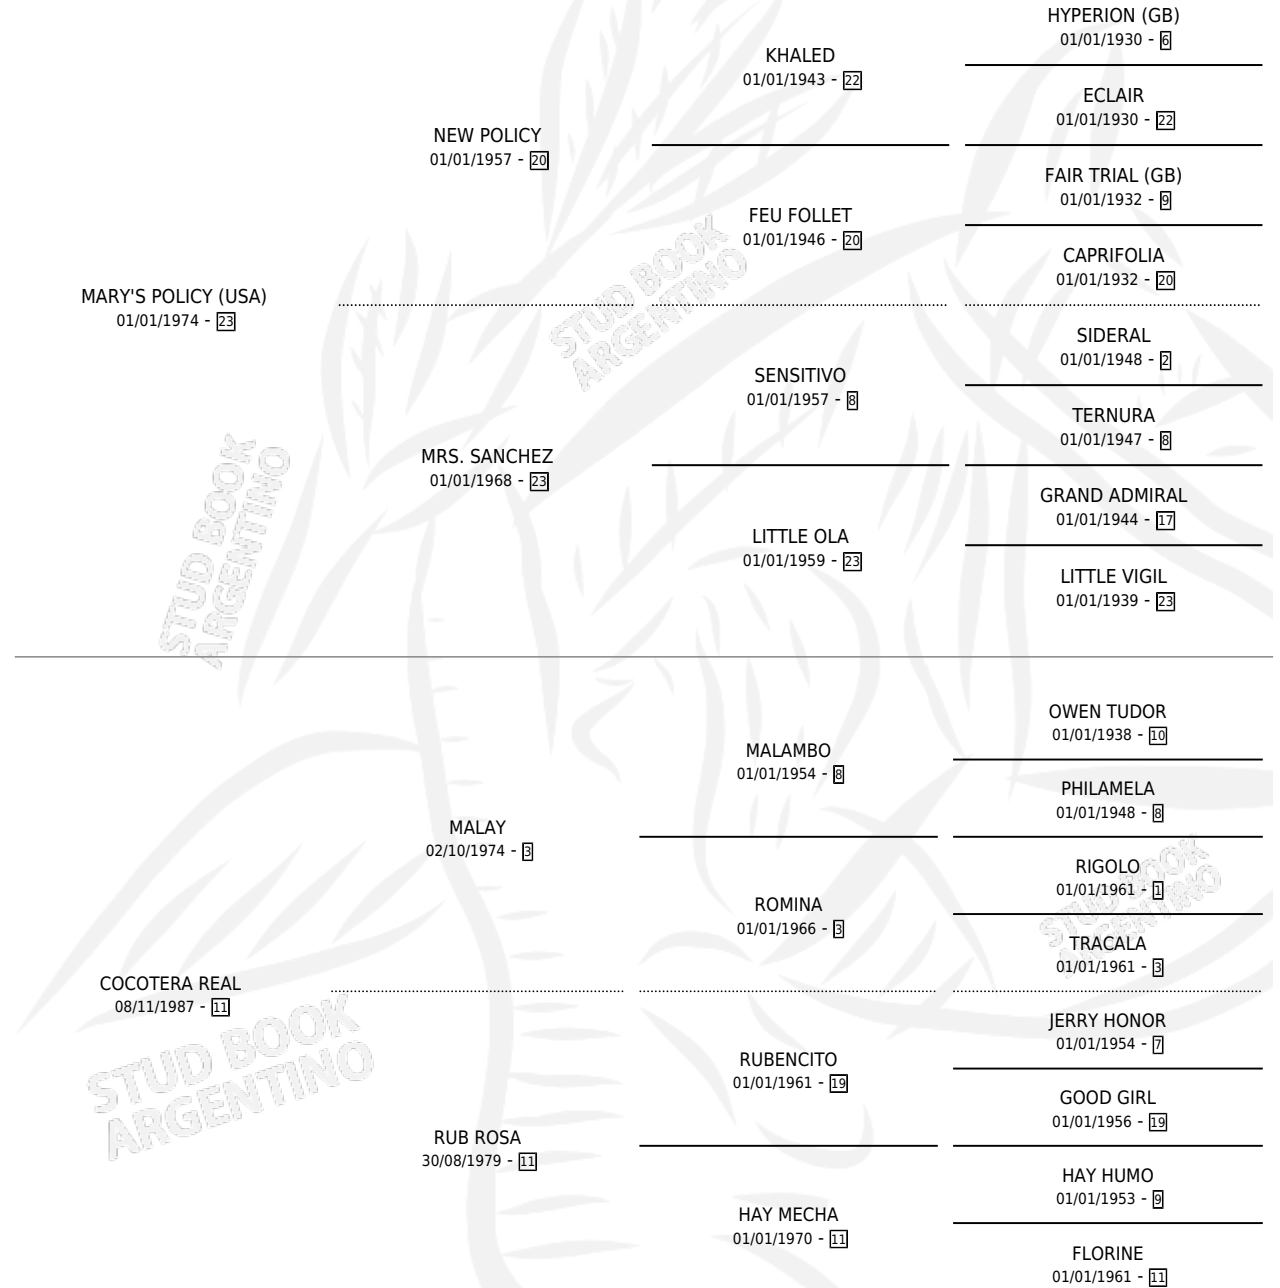 HYPERION (GB)
01/01/1930 - 6
KHALED
01/01/1943 - 22
ECLAIR
01/01/1930 - 22
NEW POLICY
01/01/1957 - 20
FAIR TRIAL (GB)
01/01/1932 - 9
FEU FOLLET
01/01/1946 - 20
CAPRIFOLIA
01/01/1932 - 20
MARY'S POLICY (USA)
01/01/1974 - 23
SIDERAL
01/01/1948 - 2
SENSITIVO
01/01/1957 - 8
TERNURA
01/01/1947 - 8
MRS. SANCHEZ
01/01/1968 - 23
GRAND ADMIRAL
01/01/1944 - 17
LITTLE OLA
01/01/1959 - 23
LITTLE VIGIL
01/01/1939 - 23
STUD BOOK
ARGENTINO
STUD BOOK
ARGENTINO
OWEN TUDOR
01/01/1938 - 10
MALAMBO
01/01/1954 - 8
PHILAMELA
01/01/1948 - 8
MALAY
02/10/1974 - 3
RIGOLO
01/01/1961 - 1
ROMINA
01/01/1966 - 3
TRACALA
01/01/1961 - 3
STUD BOOK
ARGENTINO
COCOTERA REAL
08/11/1987 - 11
JERRY HONOR
01/01/1954 - 7
RUBENCITO
01/01/1961 - 19
GOOD GIRL
01/01/1956 - 19
STUD BOOK
ARGENTINO
RUB ROSA
30/08/1979 - 11
HAY HUMO
01/01/1953 - 9
HAY MECHA
01/01/1970 - 11
FLORINE
01/01/1961 - 11